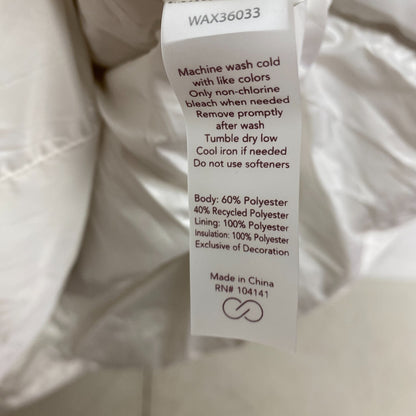 WAX36033
Machine wash cold
with like colors
Only non-chlorine
bleach when needed
Remove promptly
after wash
Tumble dry low
Cool iron if needed
Do not use softeners
Body: 60% Polyester
40% Recycled Polyester
Lining: 100% Polyester
Insulation: 100% Polyester
Exclusive of Decoration
Made in China
RN# 104141